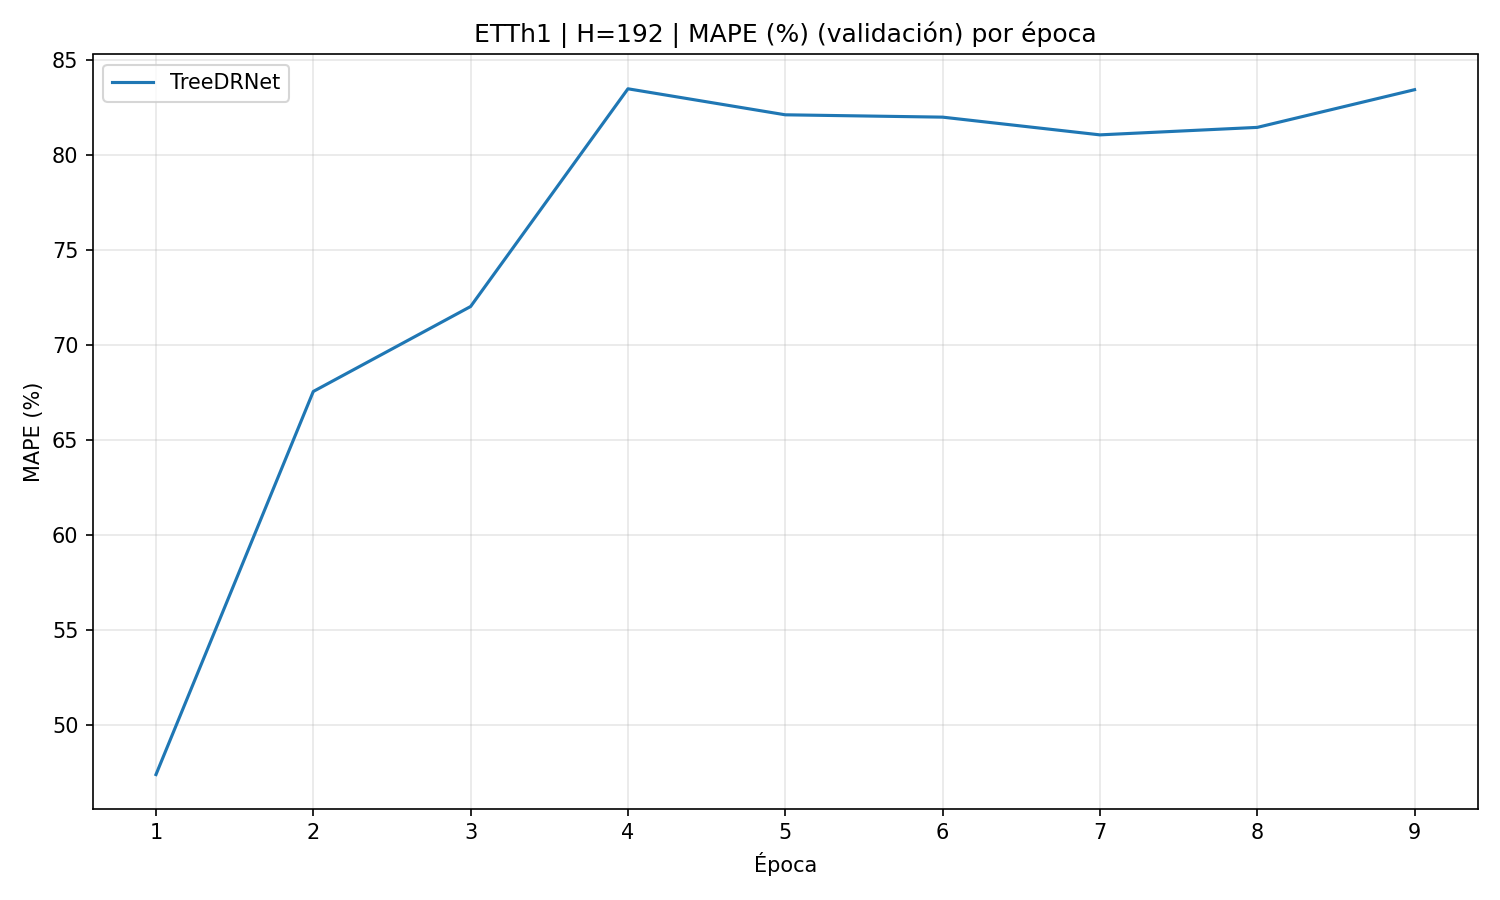 ETTh1 | H=192 | MAPE (%) (validación) por época
TreeDRNet
85
80
75
70
65
60
55
50
MAPE (%)
1 2 3 4 5 6 7 8 9
Época